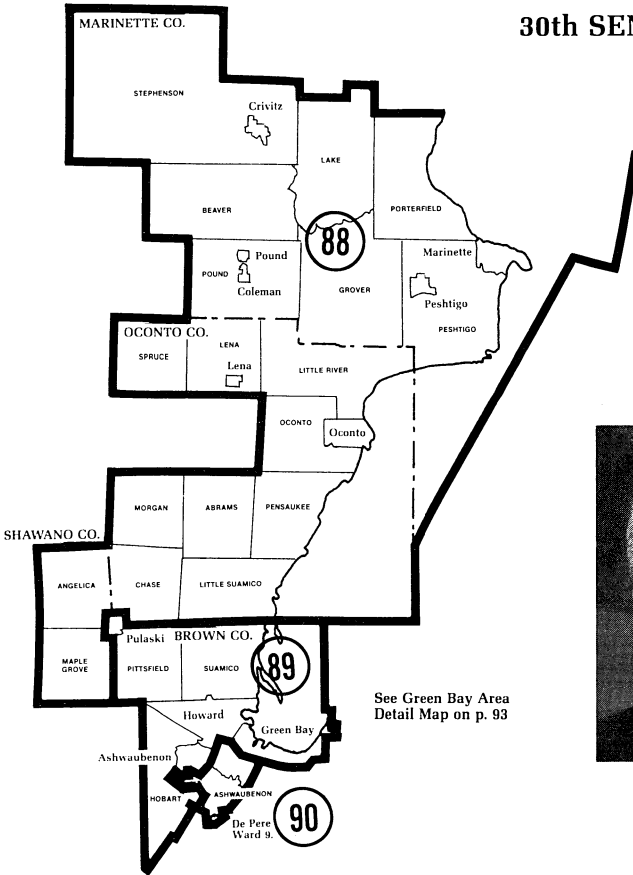 MARINETTE CO.
30th SEN
STEPHENSON
Crivitz
LAKE
BEAVER
PORTERFIELD
88
Marinette
Pound
POUND
Coleman
GROVER
Peshtigo
PESHTIGO
OCONTO CO.
LENA
SPRUCE
Lena
LITTLE RIVER
OCONTO
Oconto
MORGAN
ABRAMS
PENSAUKEE
SHAWANO CO.
ANGELICA
CHASE
LITTLE SUAMICO
Pulaski
BROWN CO.
MAPLE
GROVE
PITTSFIELD
SUAMICO
89
See Green Bay Area
Detail Map on p. 93
Howard
Green Bay
Ashwaubenon
HOBART
ASHWAUBENON
De Pere
Ward 9.
90